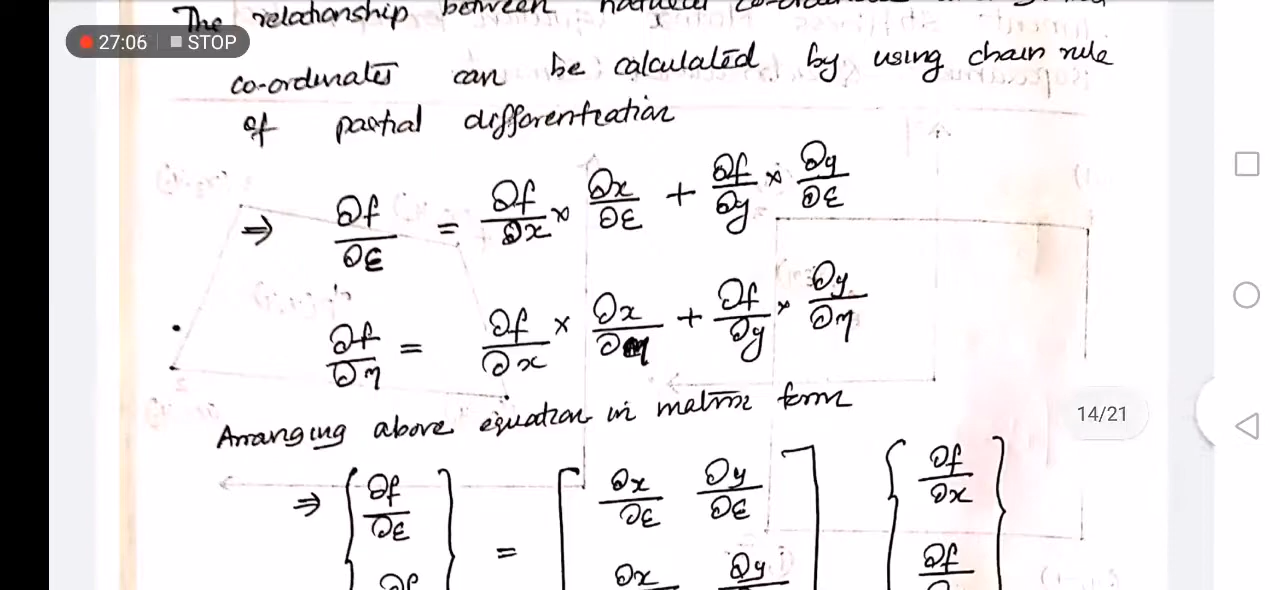 The relationship between
27:06 STOP
co-ordinates can be calculated by using chain rule
of partial differentiation
⇒ ∂f/∂ε = ∂f/∂x × ∂x/∂ε + ∂f/∂y × ∂y/∂ε
∂f/∂η = ∂f/∂x × ∂x/∂η + ∂f/∂y × ∂y/∂η
14/21
Arranging above equation in matrix form
⇒ { ∂f/∂ε } = [ ∂x/∂ε ∂y/∂ε ] { ∂f/∂x }
∂f ∂x ∂y ∂f